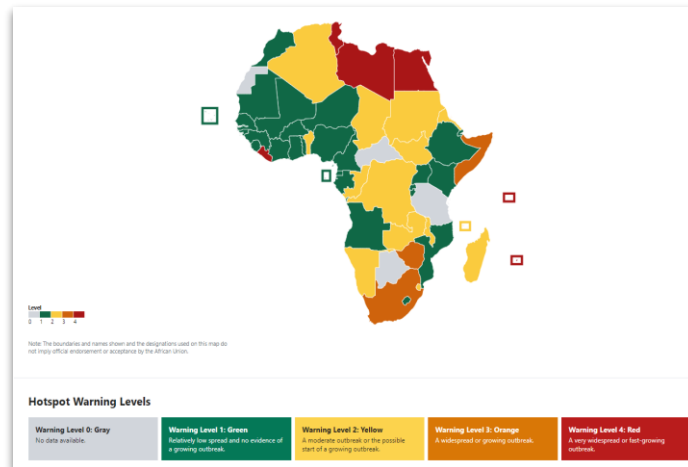 Level
0 1 2 3 4
Note: The boundaries and names shown and the designations used on this map do
not imply official endorsement or acceptance by the African Union.
Hotspot Warning Levels
Warning Level 0: Gray
No data available.
Warning Level 1: Green
Relatively low spread and no evidence of
a growing outbreak.
Warning Level 2: Yellow
A moderate outbreak or the possible
start of a growing outbreak.
Warning Level 3: Orange
A widespread or growing outbreak.
Warning Level 4: Red
A very widespread or fast-growing
outbreak.